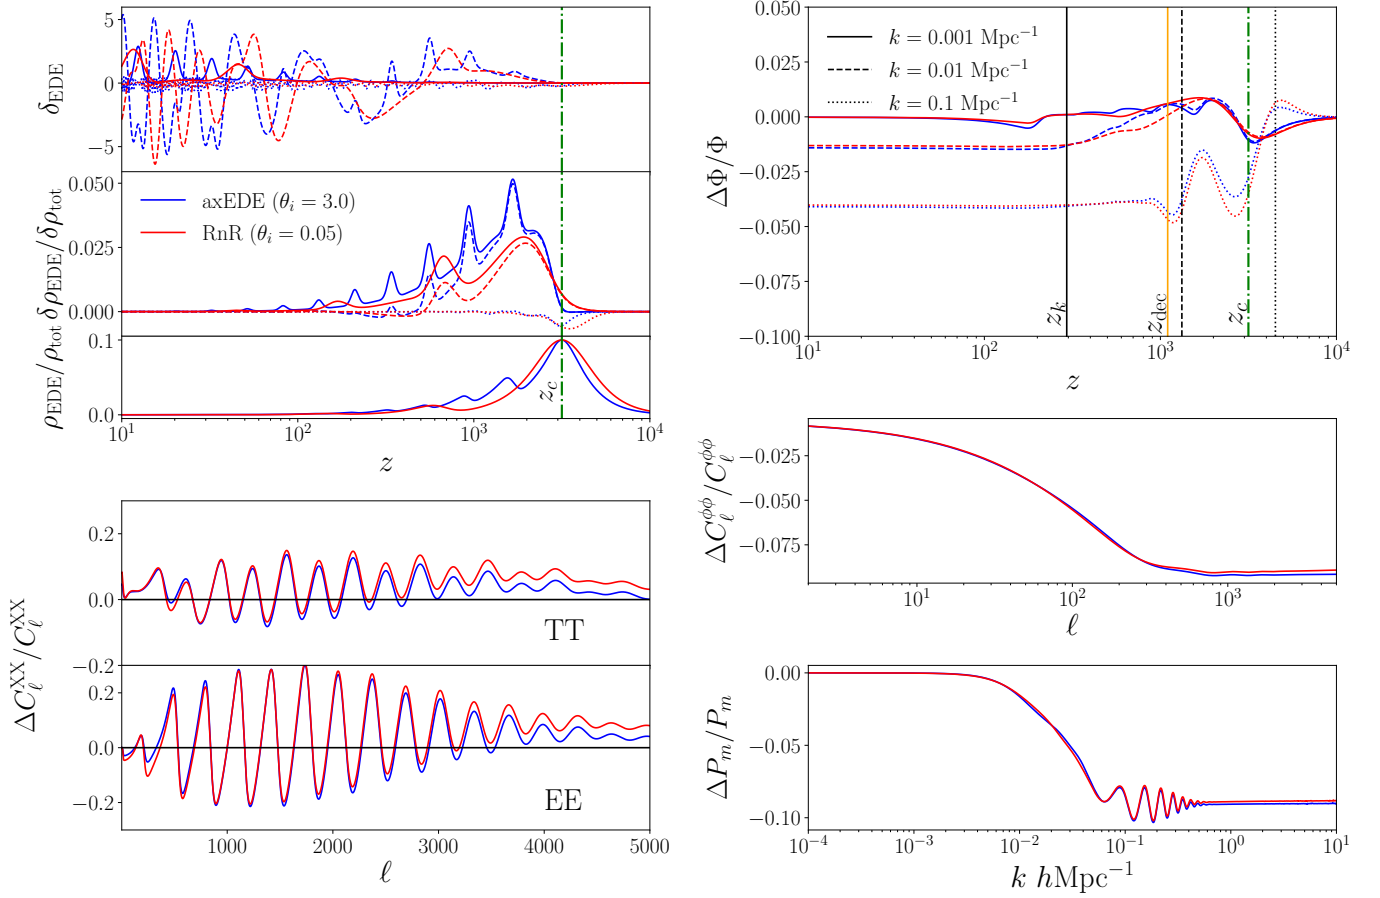 δ_EDE
5
0
−5
δρ_EDE/δρ_tot
0.050
0.025
0.000
axEDE (θ_i = 3.0)
RnR (θ_i = 0.05)
ρ_EDE/ρ_tot
0.1
0.0
z_c
10^1
10^2
10^3
10^4
z
ΔΦ/Φ
0.050
0.025
0.000
−0.025
−0.050
−0.075
−0.100
k = 0.001 Mpc^−1
k = 0.01 Mpc^−1
k = 0.1 Mpc^−1
z_k
z_dec
z_c
10^1
10^2
10^3
10^4
z
ΔC_ℓ^ϕϕ/C_ℓ^ϕϕ
−0.025
−0.050
−0.075
10^1
10^2
10^3
ℓ
ΔC_ℓ^XX/C_ℓ^XX
0.2
0.0
−0.2
TT
0.2
0.0
−0.2
EE
1000
2000
3000
4000
5000
ℓ
ΔP_m/P_m
0.00
−0.05
−0.10
10^−4
10^−3
10^−2
10^−1
10^0
10^1
k hMpc^−1